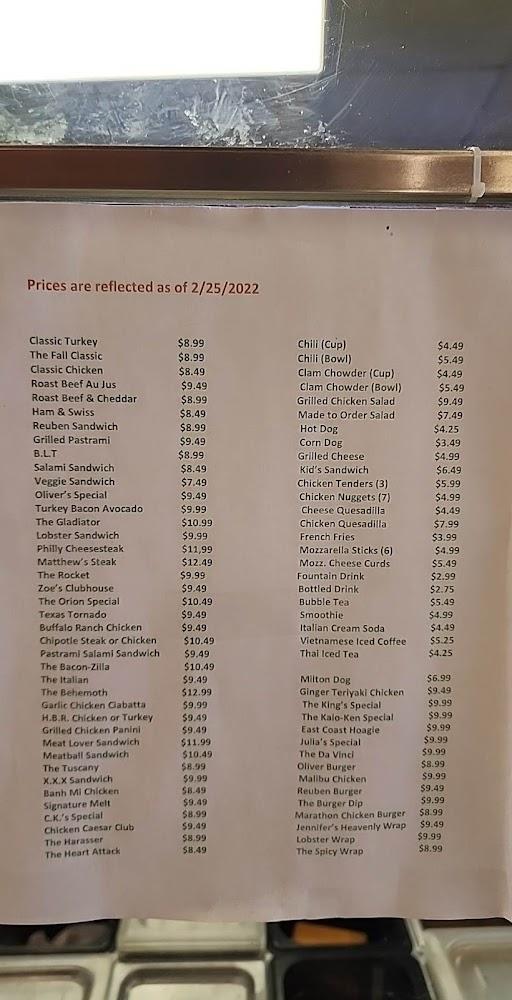 Prices are reflected as of 2/25/2022
Classic Turkey $8.99
The Fall Classic $8.99
Classic Chicken $8.49
Roast Beef Au Jus $9.49
Roast Beef & Cheddar $8.99
Ham & Swiss $8.49
Reuben Sandwich $8.99
Grilled Pastrami $9.49
B.L.T $8.99
Salami Sandwich $8.49
Veggie Sandwich $7.49
Oliver's Special $9.49
Turkey Bacon Avocado $9.99
The Gladiator $10.99
Lobster Sandwich $9.99
Philly Cheesesteak $11,99
Matthew's Steak $12.49
The Rocket $9.99
Zoe's Clubhouse $9.49
The Orion Special $10.49
Texas Tornado $9.49
Buffalo Ranch Chicken $9.49
Chipotle Steak or Chicken $10.49
Pastrami Salami Sandwich $9.49
The Bacon-Zilla $10.49
The Italian $9.49
The Behemoth $12.99
Garlic Chicken Ciabatta $9.99
H.B.R. Chicken or Turkey $9.49
Grilled Chicken Panini $9.49
Meat Lover Sandwich $11.99
Meatball Sandwich $10.49
The Tuscany $8.99
X.X.X Sandwich $9.99
Banh Mi Chicken $8.49
Signature Melt $9.49
C.K.'s Special $8.99
Chicken Caesar Club $9.49
The Harasser $8.99
The Heart Attack $8.49
Chili (Cup) $4.49
Chili (Bowl) $5.49
Clam Chowder (Cup) $4.49
Clam Chowder (Bowl) $5.49
Grilled Chicken Salad $9.49
Made to Order Salad $7.49
Hot Dog $4.25
Corn Dog $3.49
Grilled Cheese $4.99
Kid's Sandwich $6.49
Chicken Tenders (3) $5.99
Chicken Nuggets (7) $4.99
Cheese Quesadilla $4.49
Chicken Quesadilla $7.99
French Fries $3.99
Mozzarella Sticks (6) $4.99
Mozz. Cheese Curds $5.49
Fountain Drink $2.99
Bottled Drink $2.75
Bubble Tea $5.49
Smoothie $4.99
Italian Cream Soda $4.49
Vietnamese Iced Coffee $5.25
Thai Iced Tea $4.25
Milton Dog $6.99
Ginger Teriyaki Chicken $9.49
The King's Special $9.99
The Kalo-Ken Special $9.99
East Coast Hoagie $9.99
Julia's Special $9.99
The Da Vinci $9.99
Oliver Burger $8.99
Malibu Chicken $9.99
Reuben Burger $9.49
The Burger Dip $9.99
Marathon Chicken Burger $8.99
Jennifer's Heavenly Wrap $9.49
Lobster Wrap $9.99
The Spicy Wrap $8.99